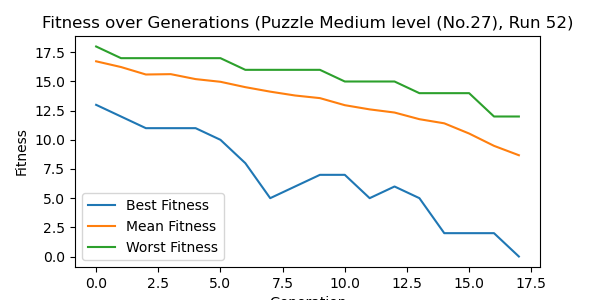 Fitness over Generations (Puzzle Medium level (No.27), Run 52)
Fitness
17.5
15.0
12.5
10.0
7.5
5.0
2.5
0.0
Best Fitness
Mean Fitness
Worst Fitness
0.0 2.5 5.0 7.5 10.0 12.5 15.0 17.5
Generation